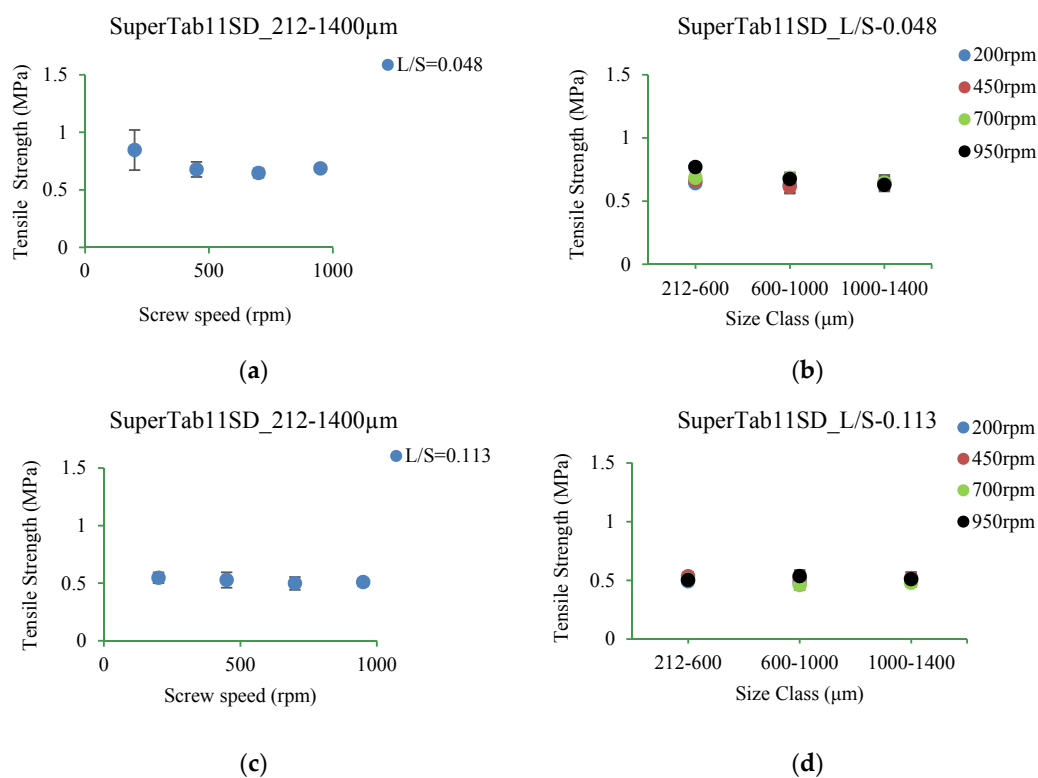 SuperTab11SD_212-1400µm
L/S=0.048
Tensile Strength (MPa)
1.5
1
0.5
0
0
500
1000
Screw speed (rpm)
(a)
SuperTab11SD_L/S-0.048
200rpm
450rpm
700rpm
950rpm
Tensile Strength (MPa)
1.5
1
0.5
0
212-600
600-1000
1000-1400
Size Class (µm)
(b)
SuperTab11SD_212-1400µm
L/S=0.113
Tensile Strength (MPa)
1.5
1
0.5
0
0
500
1000
Screw speed (rpm)
(c)
SuperTab11SD_L/S-0.113
200rpm
450rpm
700rpm
950rpm
Tensile Strength (MPa)
1.5
1
0.5
0
212-600
600-1000
1000-1400
Size Class (µm)
(d)